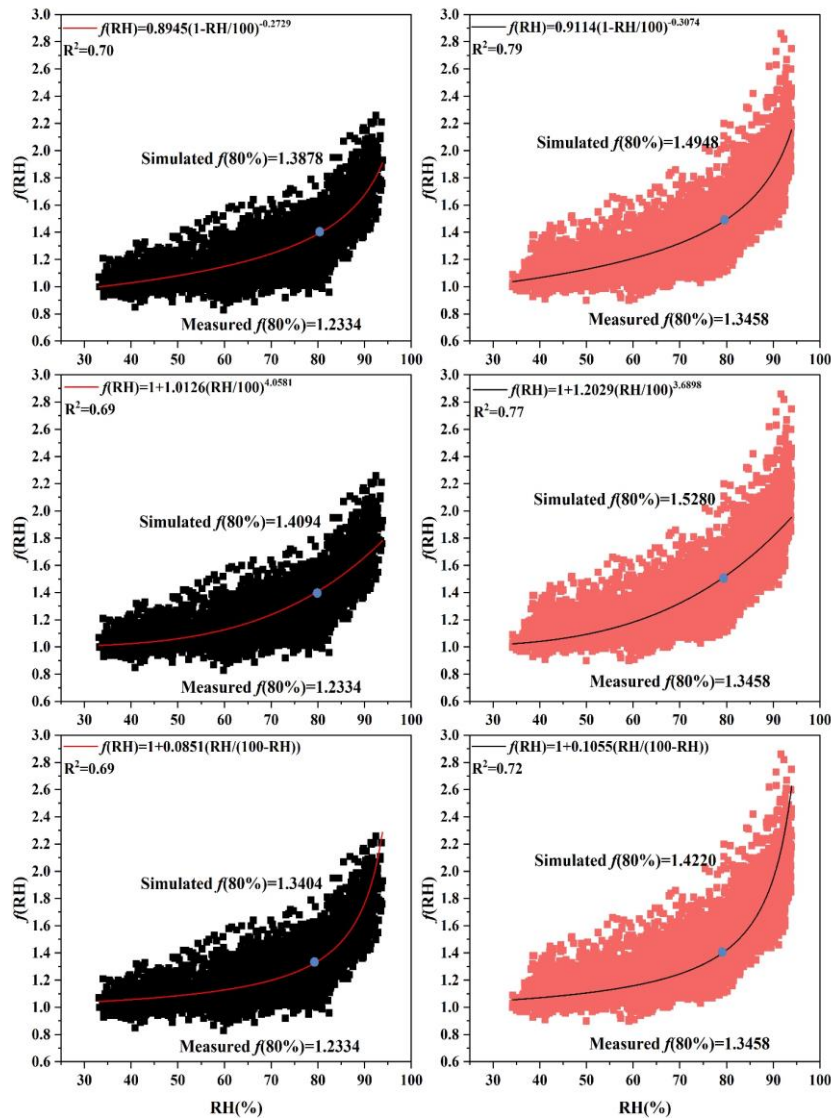 f(RH)=0.8945(1-RH/100)^-0.2729
R²=0.70
Simulated f(80%)=1.3878
Measured f(80%)=1.2334
f(RH)
3.0
2.8
2.6
2.4
2.2
2.0
1.8
1.6
1.4
1.2
1.0
0.8
0.6
30 40 50 60 70 80 90 100
f(RH)=0.9114(1-RH/100)^-0.3074
R²=0.79
Simulated f(80%)=1.4948
Measured f(80%)=1.3458
f(RH)
3.0
2.8
2.6
2.4
2.2
2.0
1.8
1.6
1.4
1.2
1.0
0.8
0.6
30 40 50 60 70 80 90 100
f(RH)=1+1.0126(RH/100)^4.0581
R²=0.69
Simulated f(80%)=1.4094
Measured f(80%)=1.2334
f(RH)
3.0
2.8
2.6
2.4
2.2
2.0
1.8
1.6
1.4
1.2
1.0
0.8
0.6
30 40 50 60 70 80 90 100
f(RH)=1+1.2029(RH/100)^3.6898
R²=0.77
Simulated f(80%)=1.5280
Measured f(80%)=1.3458
f(RH)
3.0
2.8
2.6
2.4
2.2
2.0
1.8
1.6
1.4
1.2
1.0
0.8
0.6
30 40 50 60 70 80 90 100
f(RH)=1+0.0851(RH/(100-RH))
R²=0.69
Simulated f(80%)=1.3404
Measured f(80%)=1.2334
f(RH)
3.0
2.8
2.6
2.4
2.2
2.0
1.8
1.6
1.4
1.2
1.0
0.8
0.6
30 40 50 60 70 80 90 100
RH(%)
f(RH)=1+0.1055(RH/(100-RH))
R²=0.72
Simulated f(80%)=1.4220
Measured f(80%)=1.3458
f(RH)
3.0
2.8
2.6
2.4
2.2
2.0
1.8
1.6
1.4
1.2
1.0
0.8
0.6
30 40 50 60 70 80 90 100
RH(%)